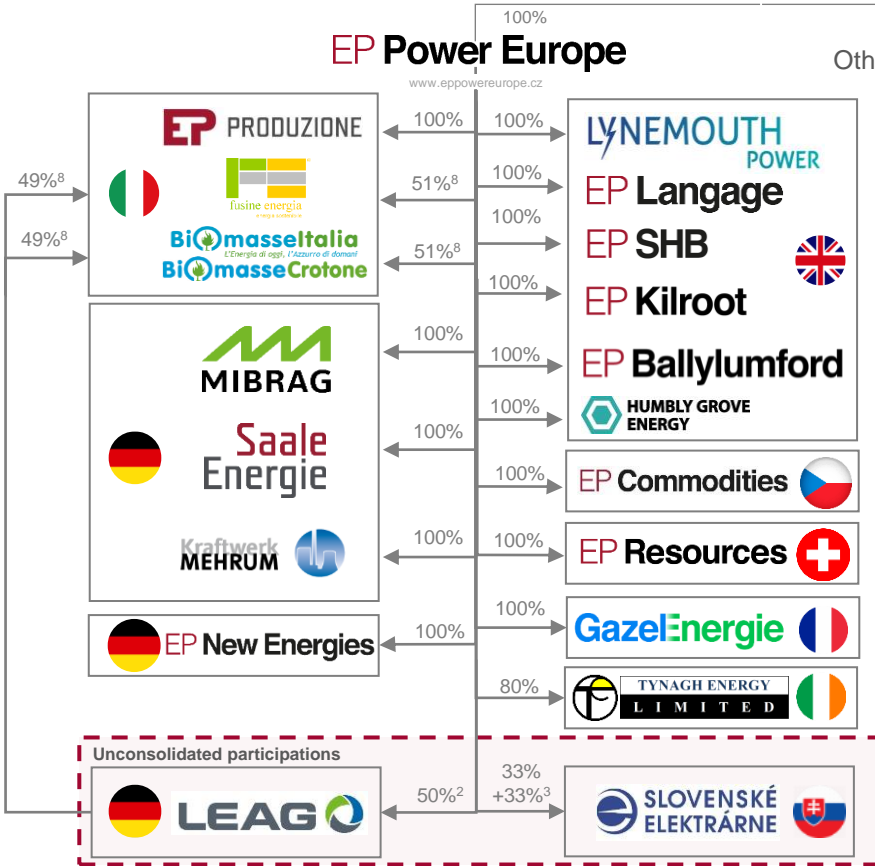 100%
EP Power Europe
Oth
www.eppowereurope.cz
EP PRODUZIONE
100%
100%
LYNEMOUTH
POWER
49%⁸
fusine energia
51%⁸
100%
EP Langage
49%⁸
BiomasseItalia
L'Energia di oggi, l'Azzurro di domani
BiomasseCrotone
51%⁸
100%
EP SHB
100%
EP Kilroot
MIBRAG
100%
100%
EP Ballylumford
100%
HUMBLY GROVE
ENERGY
Saale
Energie
100%
100%
EP Commodities
Kraftwerk
MEHRUM
100%
100%
EP Resources
EP New Energies
100%
100%
GazelEnergie
80%
TYNAGH ENERGY
LIMITED
Unconsolidated participations
LEAG
50%²
33%
+33%³
SLOVENSKÉ
ELEKTRÁRNE